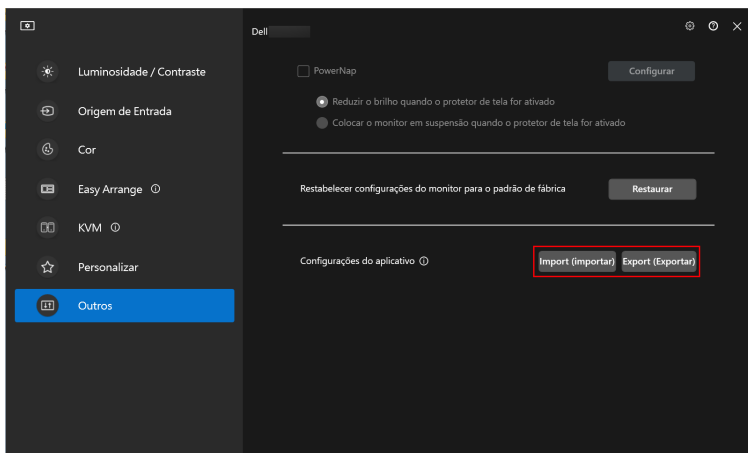 Dell
Luminosidade / Contraste
Origem de Entrada
Cor
Easy Arrange
KVM
Personalizar
Outros
PowerNap
Configurar
Reduzir o brilho quando o protetor de tela for ativado
Colocar o monitor em suspensão quando o protetor de tela for ativado
Restabelecer configurações do monitor para o padrão de fábrica
Restaurar
Configurações do aplicativo
Import (importar)
Export (Exportar)